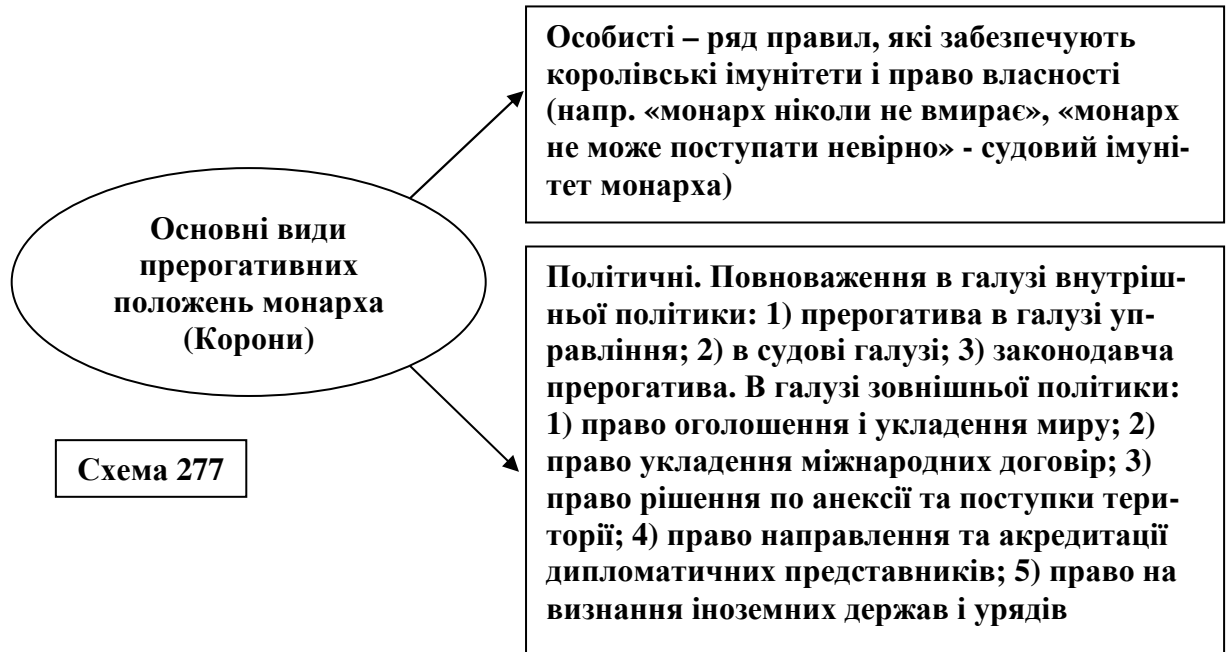 Особисті – ряд правил, які забезпечують
королівські імунітети і право власності
(напр. «монарх ніколи не вмирає», «монарх
не може поступати невірно» - судовий імуні-
тет монарха)
Основні види
прерогативних
положень монарха
(Корони)
Політичні. Повноваження в галузі внутріш-
ньої політики: 1) прерогатива в галузі уп-
равління; 2) в судові галузі; 3) законодавча
прерогатива. В галузі зовнішньої політики:
1) право оголошення і укладення миру; 2)
право укладення міжнародних договір; 3)
право рішення по анексії та поступки тери-
торії; 4) право направлення та акредитації
дипломатичних представників; 5) право на
визнання іноземних держав і урядів
Схема 277